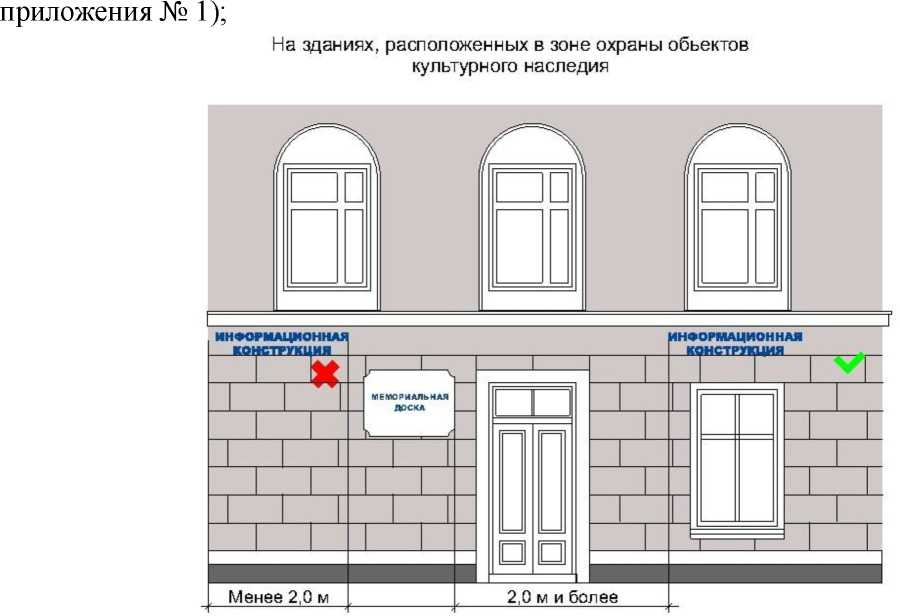 приложения № 1);
На зданиях, расположенных в зоне охраны обьектов
культурного наследия
ИНФОРМАЦИОННАЯ
КОНСТРУКЦИЯ
ИНФОРМАЦИОННАЯ
КОНСТРУКЦИЯ
МЕМОРИАЛЬНАЯ
ДОСКА
Менее 2,0 м
2,0 м и более